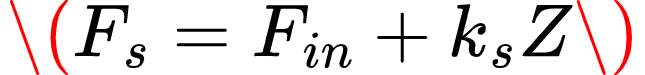 \(F_s = F_{in} + k_s Z\)